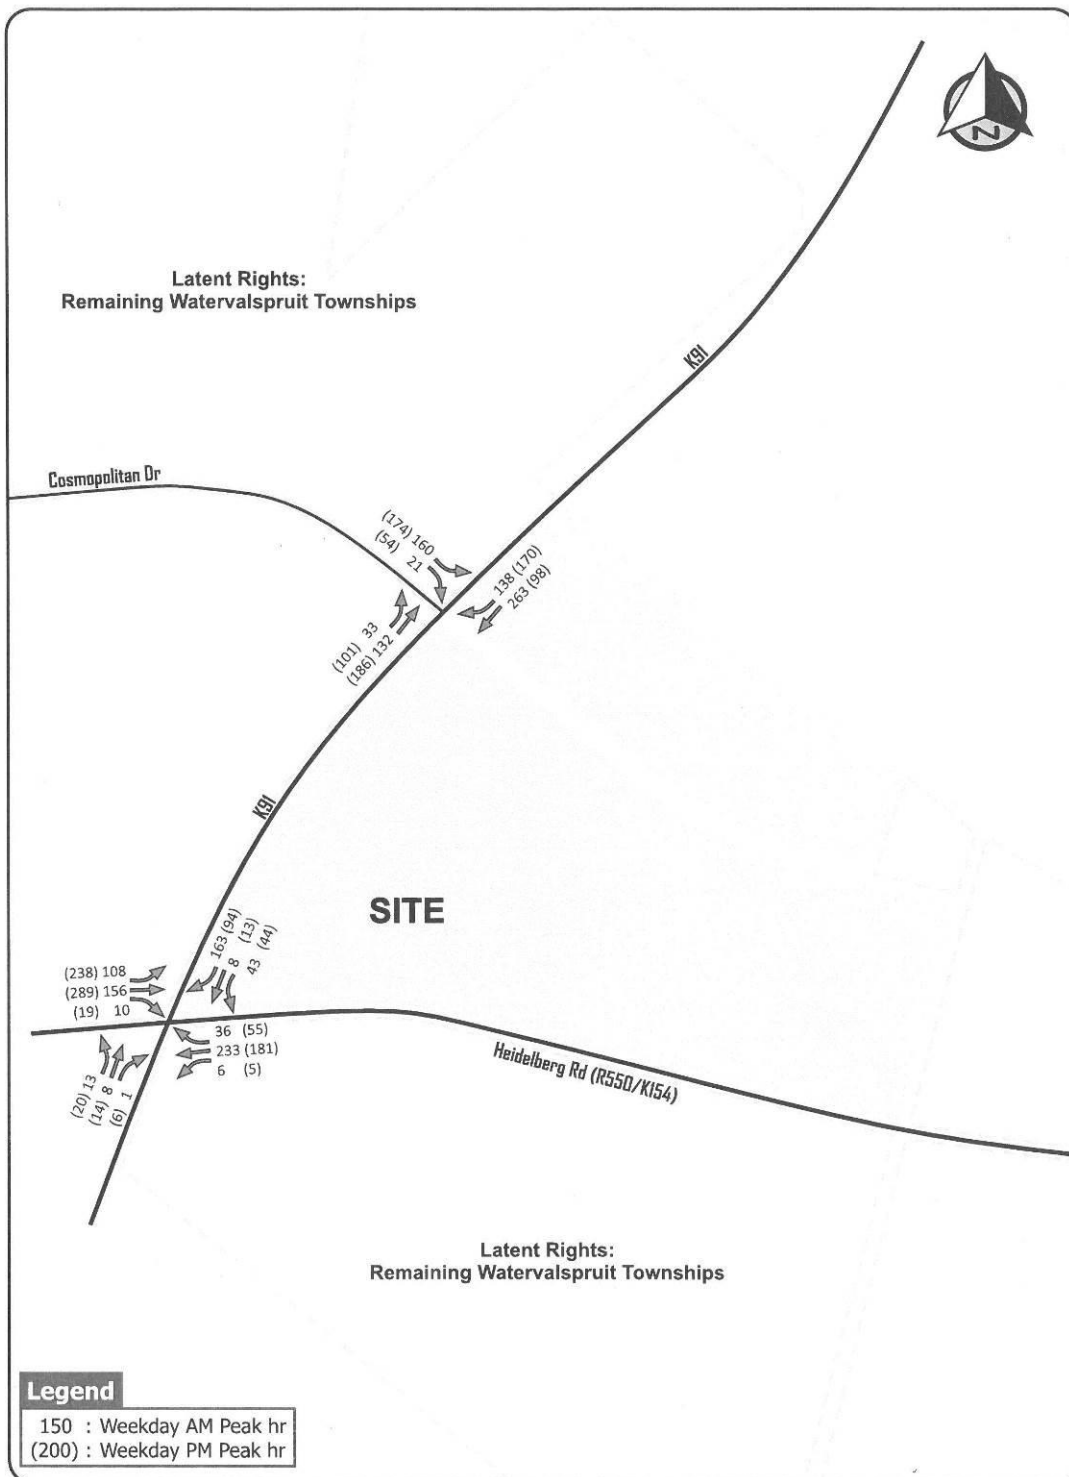 N
Latent Rights:
Remaining Watervalspruit Townships
K91
Cosmopolitan Dr
(174) 160
(54) 21
138 (170)
263 (98)
(101) 33
(186) 132
K91
SITE
163 (94)
8 (13)
43 (44)
(238) 108
(289) 156
(19) 10
36 (55)
233 (181)
6 (5)
(20) 13
(14) 8
(6) 1
Heidelberg Rd (R550/K154)
Latent Rights:
Remaining Watervalspruit Townships
Legend
150 : Weekday AM Peak hr
(200) : Weekday PM Peak hr